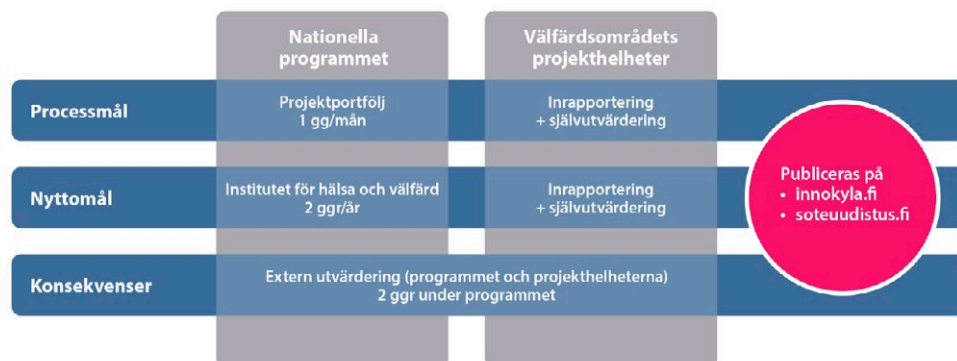 Nationella
programmet
Välfärdsområdets
projekthelheter
Processmål
Projektportfölj
1 gg/mån
Inrapportering
+ självutvärdering
Nyttomål
Institutet för hälsa och välfärd
2 ggr/år
Inrapportering
+ självutvärdering
Publiceras på
• innokyla.fi
• soteuudistus.fi
Konsekvenser
Extern utvärdering (programmet och projekthelheterna)
2 ggr under programmet